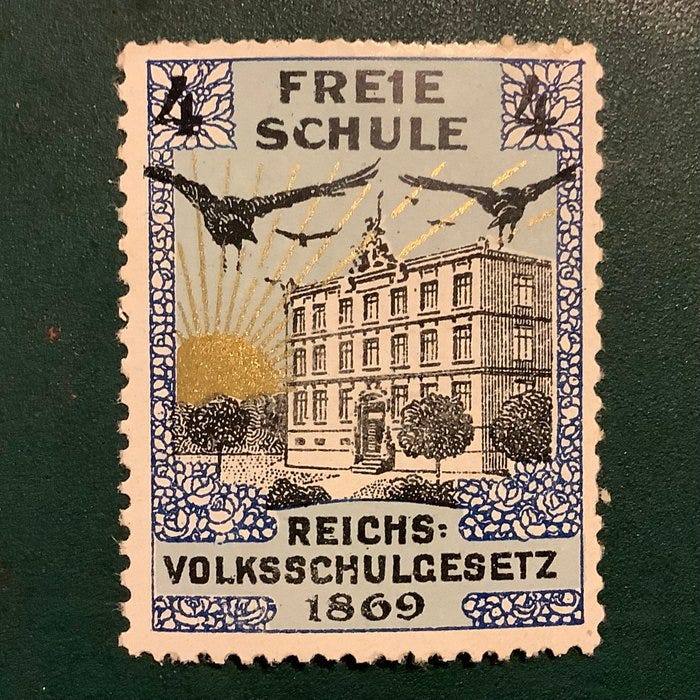 4 4
FREIE
SCHULE
REICHS:
VOLKSSCHULGESETZ
1869